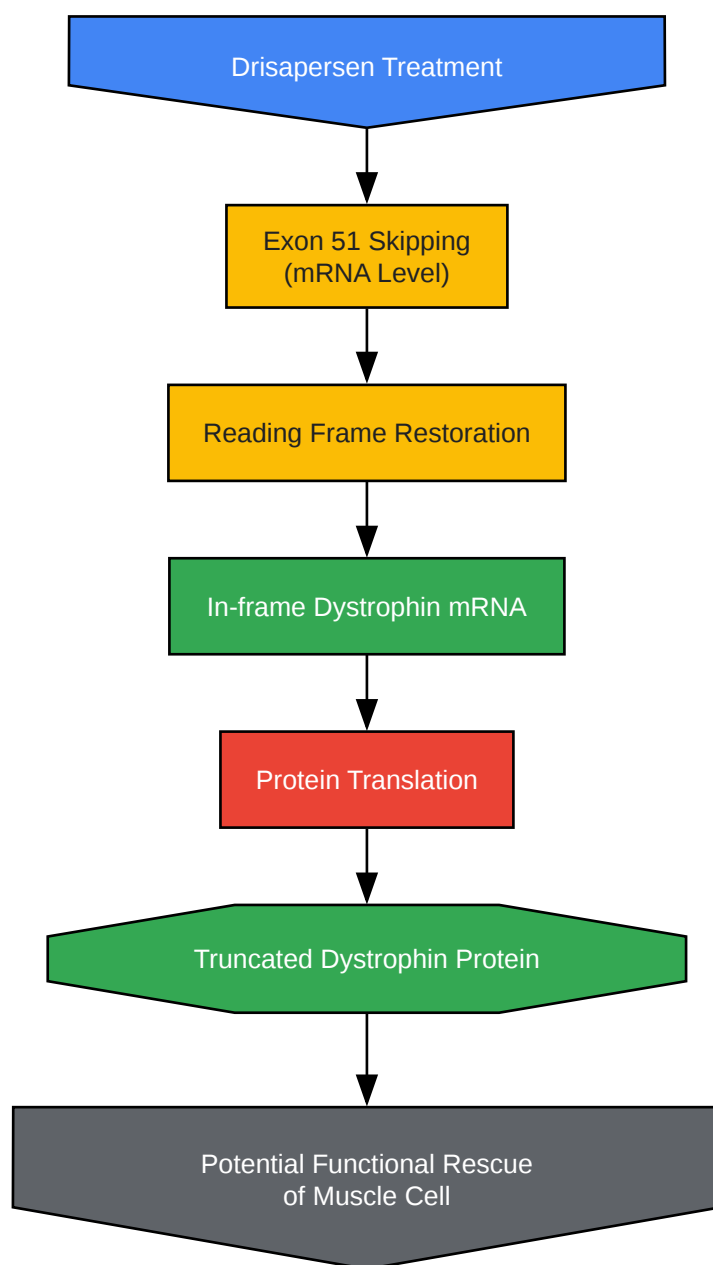 Drisapersen Treatment
Exon 51 Skipping
(mRNA Level)
Reading Frame Restoration
In-frame Dystrophin mRNA
Protein Translation
Truncated Dystrophin Protein
Potential Functional Rescue
of Muscle Cell